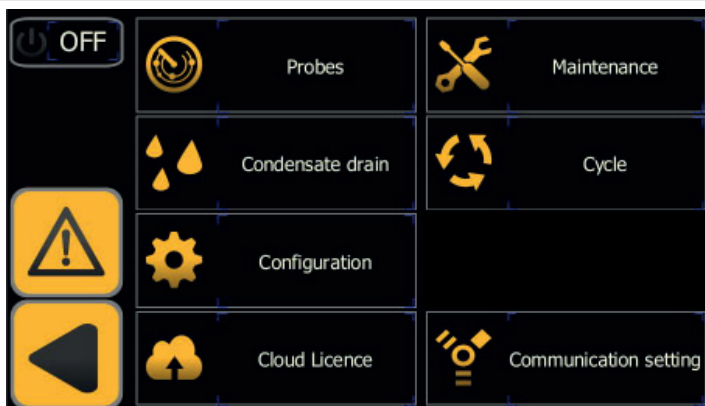 OFF
Probes
Maintenance
Condensate drain
Cycle
Configuration
Cloud Licence
Communication setting